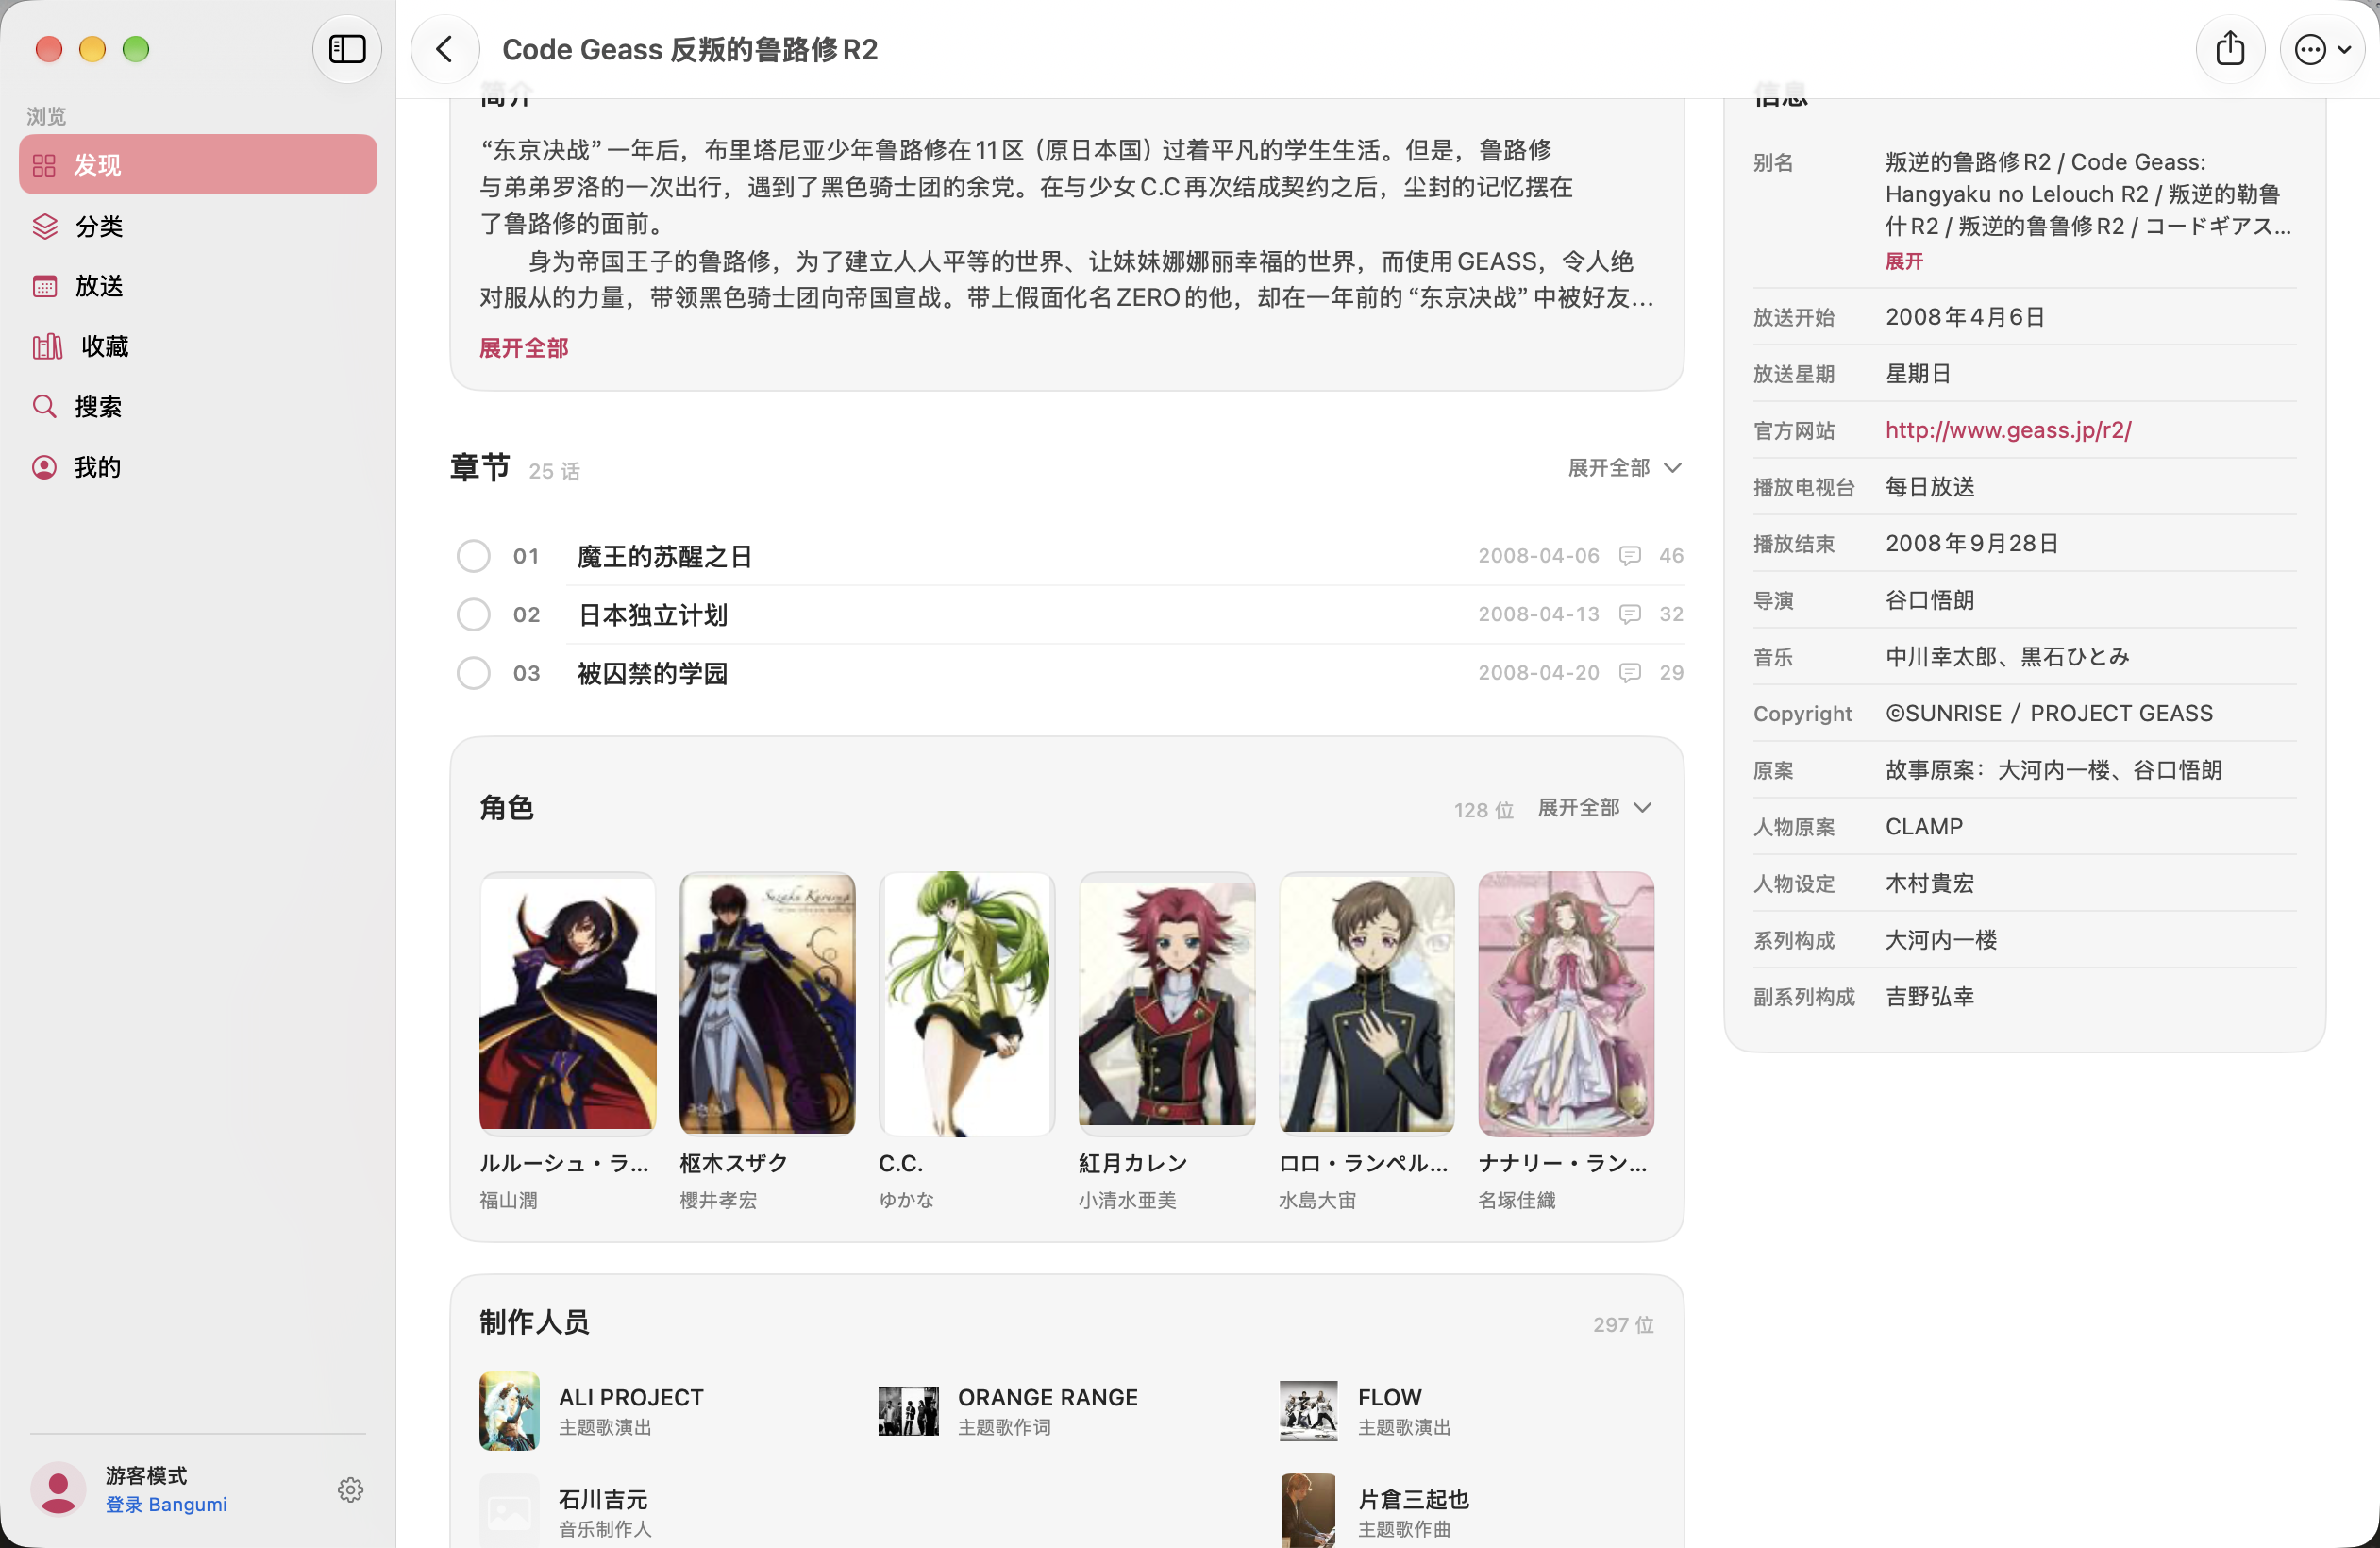 Code Geass 反叛的鲁路修R2
浏览
发现
分类
放送
收藏
搜索
我的
游客模式
登录 Bangumi
简介
“东京决战”一年后，布里塔尼亚少年鲁路修在11区（原日本国）过着平凡的学生生活。但是，鲁路修
与弟弟罗洛的一次出行，遇到了黑色骑士团的余党。在与少女C.C再次结成契约之后，尘封的记忆摆在
了鲁路修的面前。
身为帝国王子的鲁路修，为了建立人人平等的世界、让妹妹娜娜丽幸福的世界，而使用GEASS，令人绝
对服从的力量，带领黑色骑士团向帝国宣战。带上假面化名ZERO的他，却在一年前的“东京决战”中被好友…
展开全部
章节 25 话 展开全部
01 魔王的苏醒之日 2008-04-06 46
02 日本独立计划 2008-04-13 32
03 被囚禁的学园 2008-04-20 29
角色 128 位 展开全部
Suzaku Kururugi
ルルーシュ・ラ… 枢木スザク C.C. 紅月カレン ロロ・ランペル… ナナリー・ラン…
福山潤 櫻井孝宏 ゆかな 小清水亜美 水島大宙 名塚佳織
制作人员 297 位
ALI PROJECT ORANGE RANGE FLOW
主题歌演出 主题歌作词 主题歌演出
石川吉元 片倉三起也
音乐制作人 主题歌作曲
信息
别名 叛逆的鲁路修R2 / Code Geass:
Hangyaku no Lelouch R2 / 叛逆的勒鲁
什R2 / 叛逆的鲁鲁修R2 / コードギアス…
展开
放送开始 2008年4月6日
放送星期 星期日
官方网站 http://www.geass.jp/r2/
播放电视台 每日放送
播放结束 2008年9月28日
导演 谷口悟朗
音乐 中川幸太郎、黒石ひとみ
Copyright ©SUNRISE / PROJECT GEASS
原案 故事原案：大河内一楼、谷口悟朗
人物原案 CLAMP
人物设定 木村貴宏
系列构成 大河内一楼
副系列构成 吉野弘幸